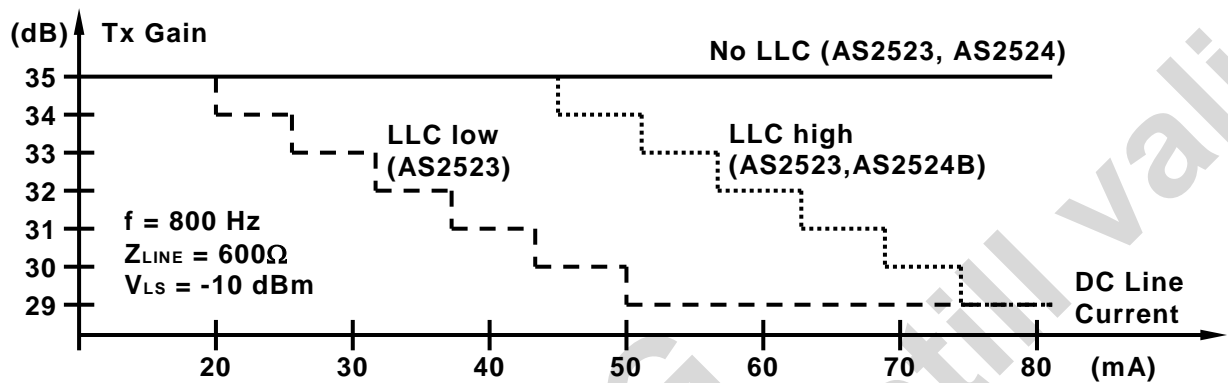 (dB) Tx Gain
No LLC (AS2523, AS2524)
35
34
33
32
31
30
29
LLC low
(AS2523)
LLC high
(AS2523,AS2524B)
f = 800 Hz
ZLINE = 600Ω
VLS = -10 dBm
DC Line
Current
20 30 40 50 60 70 80 (mA)
still vali